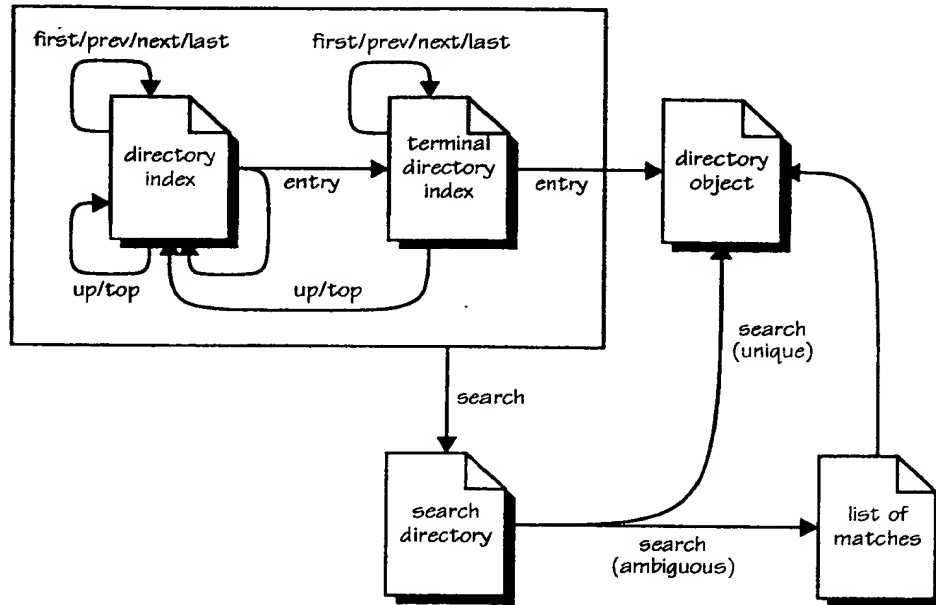 first/prev/next/last
first/prev/next/last
directory
index
entry
terminal
directory
index
entry
directory
object
up/top
up/top
search
(unique)
search
search
directory
search
(ambiguous)
list of
matches